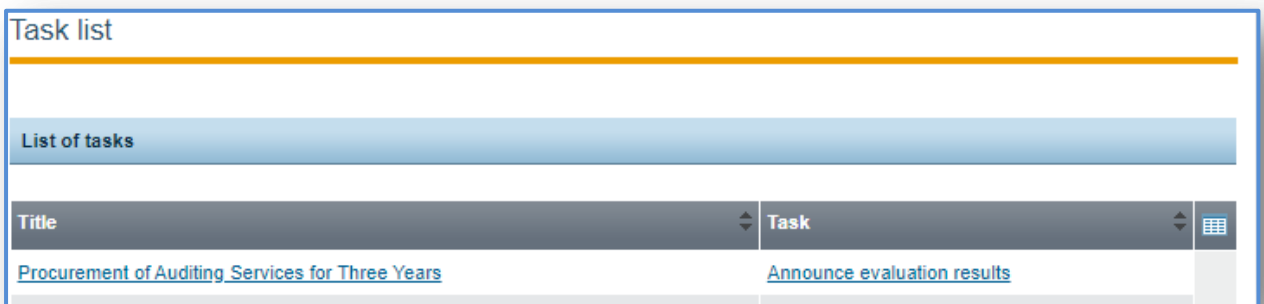 Task list
List of tasks
Title Task
Procurement of Auditing Services for Three Years Announce evaluation results